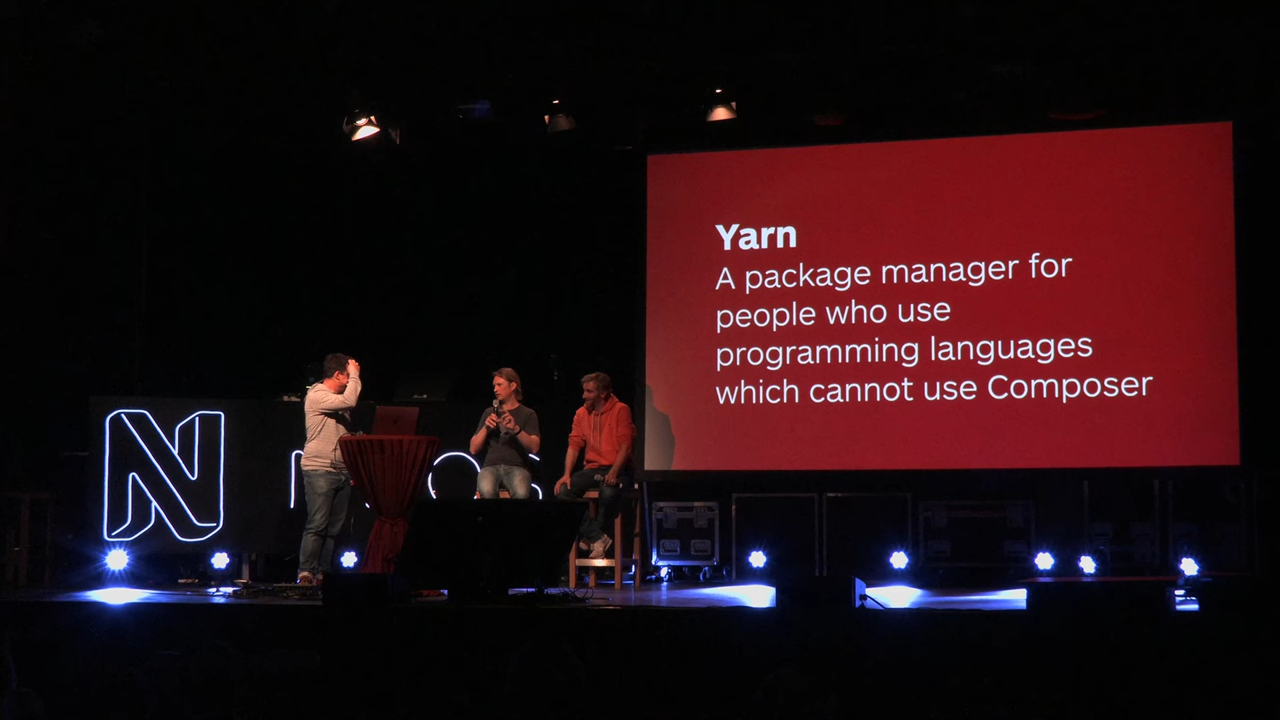 Yarn
A package manager for
people who use
programming languages
which cannot use Composer
N